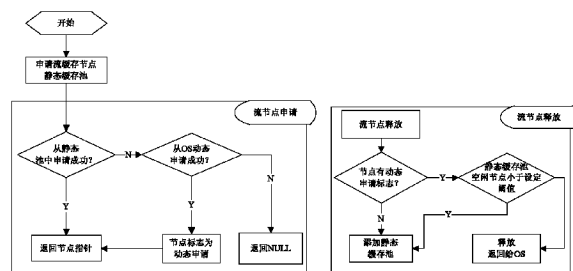 开始
申请流缓存节点
静态缓存池
流节点申请
从静态
池中申请成功?
N
从OS动态
申请成功?
N
Y
Y
返回节点指针
节点标志为
动态申请
返回NULL
流节点释放
流节点释放
节点有动态
申请标志?
Y
静态缓存池
空闲节点小于设定
阈值
N
Y
添加静态
缓存池
释放
返回给OS